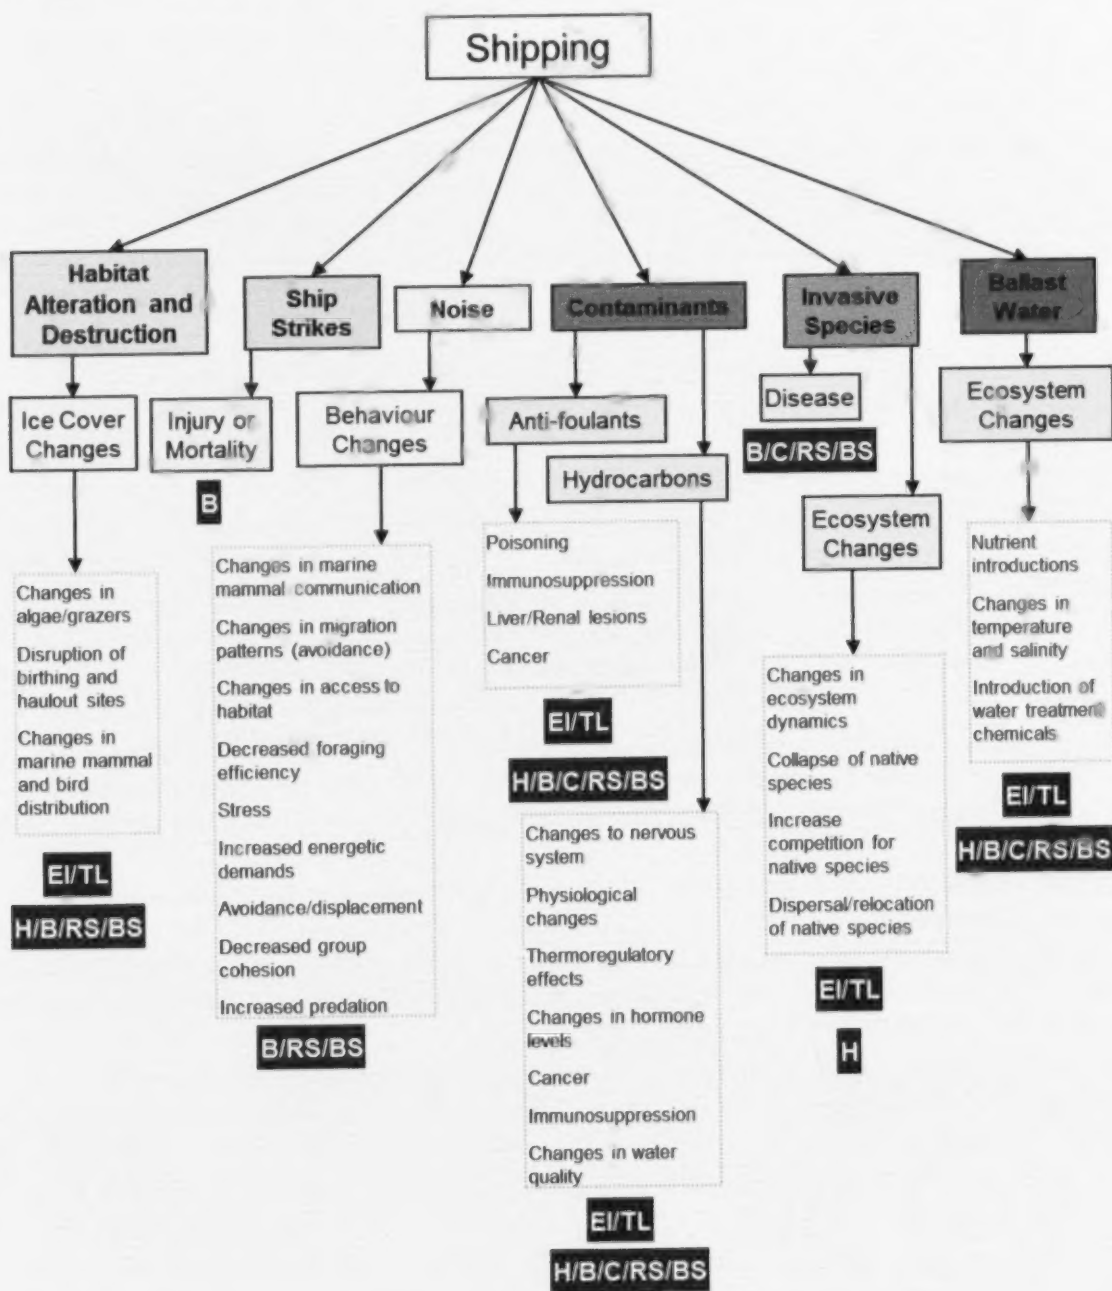 Shipping
Habitat
Alteration and
Destruction
Ship
Strikes
Noise
Contaminants
Invasive
Species
Ballast
Water
Ice Cover
Changes
Injury or
Mortality
B
Behaviour
Changes
Anti-foulants
Hydrocarbons
Disease
B/C/RS/BS
Ecosystem
Changes
Ecosystem
Changes
Changes in
algae/grazers
Disruption of
birthing and
haulout sites
Changes in
marine mammal
and bird
distribution
EI/TL
H/B/RS/BS
Changes in marine
mammal communication
Changes in migration
patterns (avoidance)
Changes in access to
habitat
Decreased foraging
efficiency
Stress
Increased energetic
demands
Avoidance/displacement
Decreased group
cohesion
Increased predation
B/RS/BS
Poisoning
Immunosuppression
Liver/Renal lesions
Cancer
EI/TL
H/B/C/RS/BS
Changes to nervous
system
Physiological
changes
Thermoregulatory
effects
Changes in hormone
levels
Cancer
Immunosuppression
Changes in water
quality
EI/TL
H/B/C/RS/BS
Changes in
ecosystem
dynamics
Collapse of native
species
Increase
competition for
native species
Dispersal/relocation
of native species
EI/TL
H
Nutrient
introductions
Changes in
temperature
and salinity
Introduction of
water treatment
chemicals
EI/TL
H/B/C/RS/BS